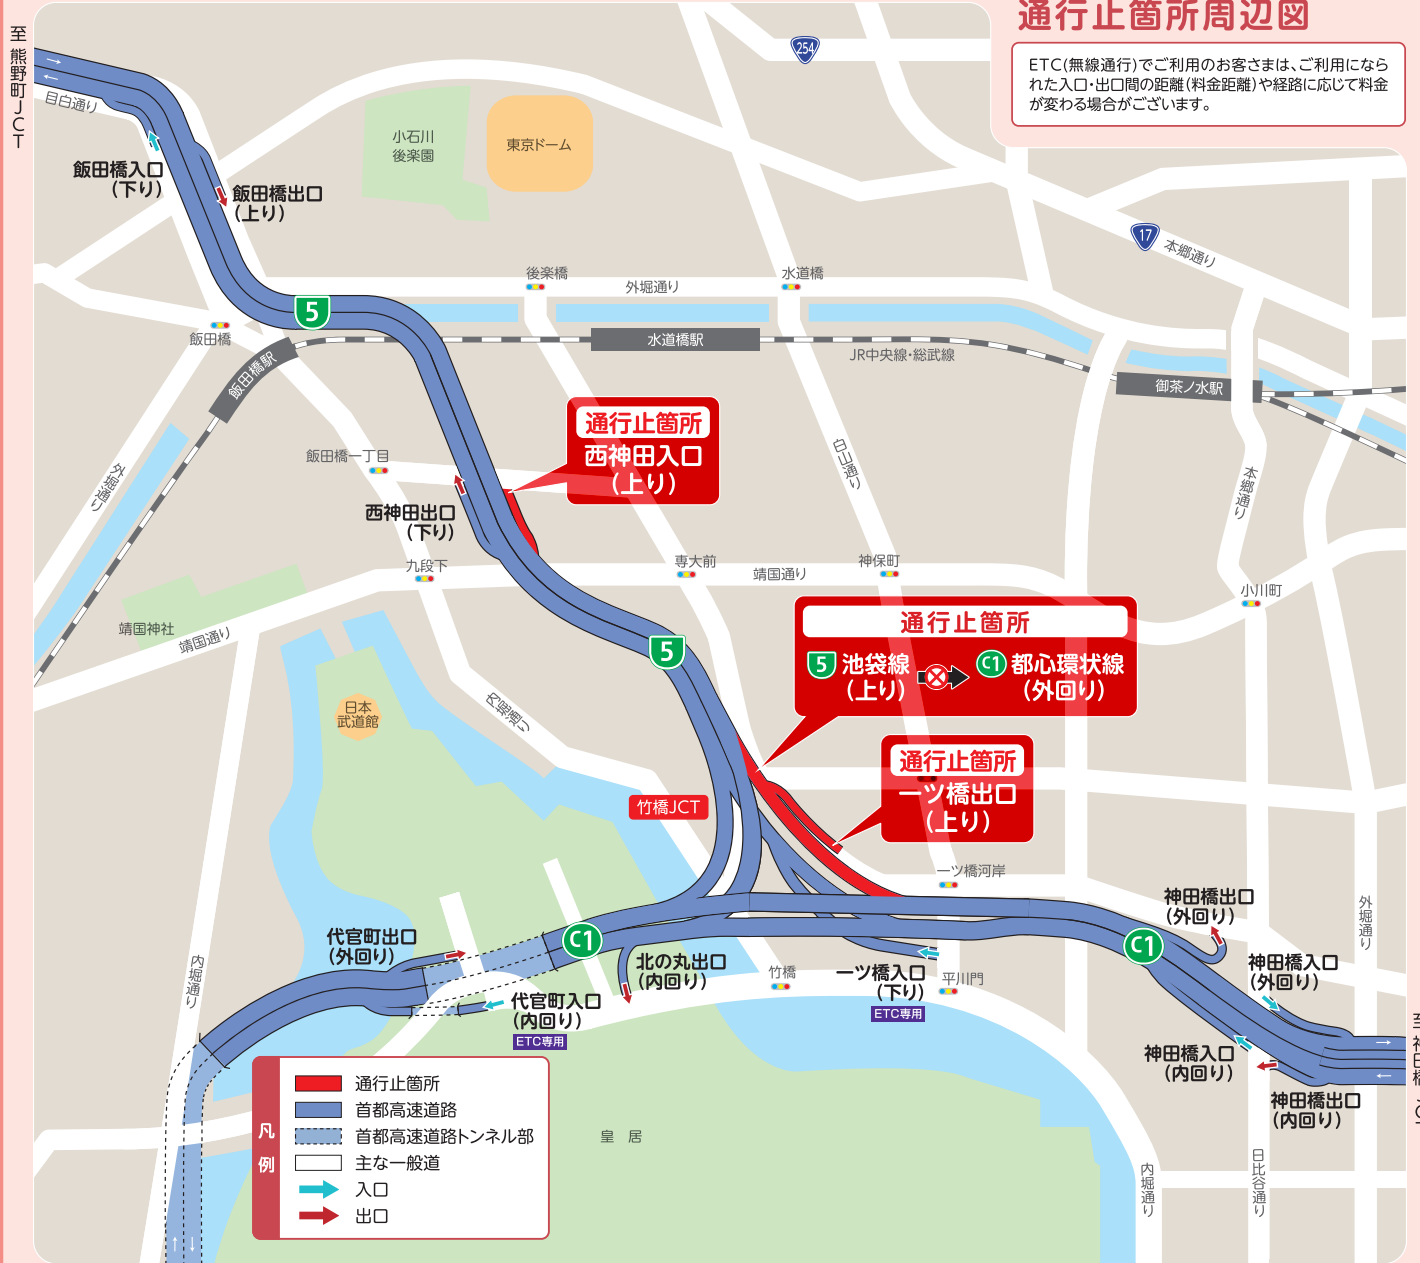 通行止箇所周辺図
ETC(無線通行)でご利用のお客さまは、ご利用になら
れた入口・出口間の距離(料金距離)や経路に応じて料金
が変わる場合がございます。
至 熊野町JCT
目白通り
飯田橋入口
(下り)
飯田橋出口
(上り)
小石川
後楽園
東京ドーム
254
17
本郷通り
後楽橋
外堀通り
水道橋
5
飯田橋
飯田橋駅
水道橋駅
JR中央線・総武線
御茶ノ水駅
通行止箇所
西神田入口
(上り)
飯田橋一丁目
外堀通り
白山通り
本郷通り
西神田出口
(下り)
九段下
専大前
靖国通り
神保町
小川町
靖国神社
靖国通り
通行止箇所
5 池袋線
(上り)
C1 都心環状線
(外回り)
5
日本
武道館
内堀通り
通行止箇所
一ツ橋出口
(上り)
竹橋JCT
一ツ橋河岸
神田橋出口
(外回り)
外堀通り
代官町出口
(外回り)
C1
C1
北の丸出口
(内回り)
竹橋
一ツ橋入口
(下り)
ETC専用
平川門
神田橋入口
(外回り)
内堀通り
代官町入口
(内回り)
ETC専用
神田橋入口
(内回り)
神田橋出口
(内回り)
凡例
通行止箇所
首都高速道路
首都高速道路トンネル部
主な一般道
入口
出口
皇 居
内堀通り
日比谷通り